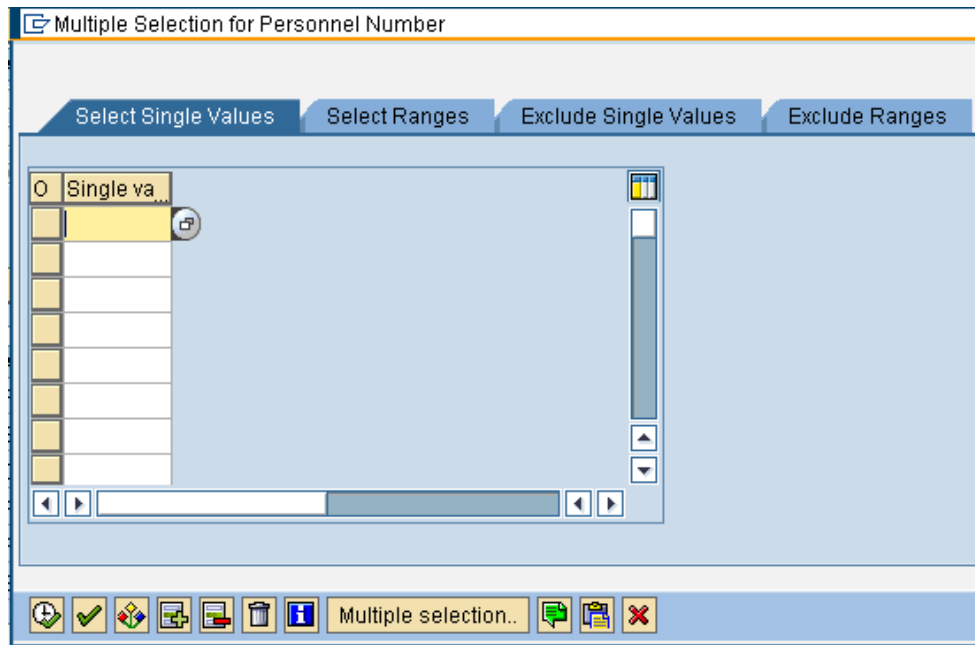 Multiple Selection for Personnel Number
Select Single Values Select Ranges Exclude Single Values Exclude Ranges
O Single va...
Multiple selection..